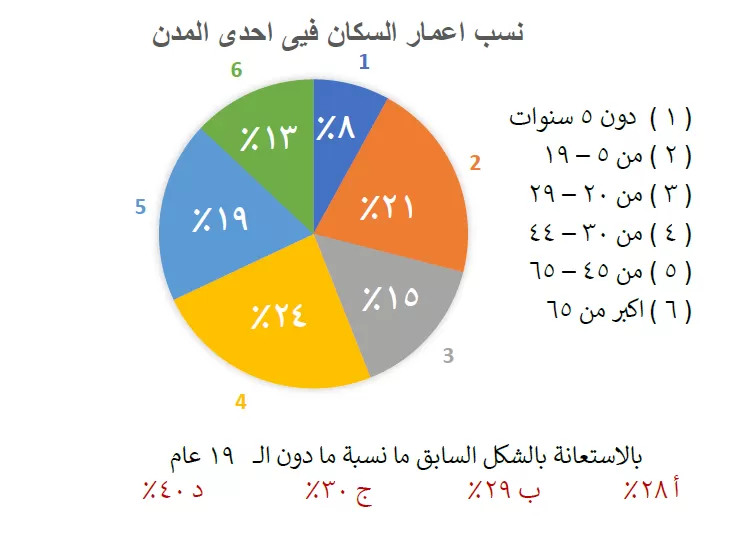 نسب اعمار السكان فيى احدى المدن
1
6
٪٨
٪١٣
2
٪٢١
5
٪١٩
٪١٥
٪٢٤
3
4
( ١ ) دون ٥ سنوات
( ٢ ) من ٥ – ١٩
( ٣ ) من ٢٠ – ٢٩
( ٤ ) من ٣٠ – ٤٤
( ٥ ) من ٤٥ – ٦٥
( ٦ ) اكبر من ٦٥
بالاستعانة بالشكل السابق ما نسبة ما دون الـ ١٩ عام
أ ٢٨٪ ب ٢٩٪ ج ٣٠٪ د ٤٠٪